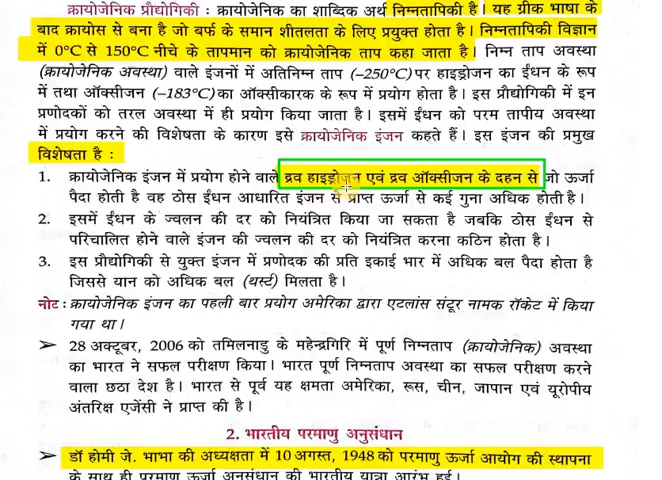 क्रायोजेनिक प्रौद्योगिकी : क्रायोजेनिक का शाब्दिक अर्थ निम्नतापिकी है। यह ग्रीक भाषा के
बाद क्रायोस से बना है जो बर्फ के समान शीतलता के लिए प्रयुक्त होता है। निम्नतापिकी विज्ञान
में 0°C से 150°C नीचे के तापमान को क्रायोजेनिक ताप कहा जाता है। निम्न ताप अवस्था
(क्रायोजेनिक अवस्था) वाले इंजनों में अतिनिम्न ताप (–250°C) पर हाइड्रोजन का ईंधन के रूप
में तथा ऑक्सीजन (–183°C) का ऑक्सीकारक के रूप में प्रयोग होता है। इस प्रौद्योगिकी में इन
प्रणोदकों को तरल अवस्था में ही प्रयोग किया जाता है। इसमें ईंधन को परम तापीय अवस्था
में प्रयोग करने की विशेषता के कारण इसे क्रायोजेनिक इंजन कहते हैं। इस इंजन की प्रमुख
विशेषता है :
1. क्रायोजेनिक इंजन में प्रयोग होने वाले द्रव हाइड्रोजन एवं द्रव ऑक्सीजन के दहन से जो ऊर्जा
पैदा होती है वह ठोस ईंधन आधारित इंजन से प्राप्त ऊर्जा से कई गुना अधिक होती है।
2. इसमें ईंधन के ज्वलन की दर को नियंत्रित किया जा सकता है जबकि ठोस ईंधन से
परिचालित होने वाले इंजन की ज्वलन की दर को नियंत्रित करना कठिन होता है।
3. इस प्रौद्योगिकी से युक्त इंजन में प्रणोदक की प्रति इकाई भार में अधिक बल पैदा होता है
जिससे यान को अधिक बल (थर्स्ट) मिलता है।
नोट : क्रायोजेनिक इंजन का पहली बार प्रयोग अमेरिका द्वारा एटलांस संटूर नामक रॉकेट में किया
गया था।
➢ 28 अक्टूबर, 2006 को तमिलनाडु के महेन्द्रगिरि में पूर्ण निम्नताप (क्रायोजेनिक) अवस्था
का भारत ने सफल परीक्षण किया। भारत पूर्ण निम्नताप अवस्था का सफल परीक्षण करने
वाला छठा देश है। भारत से पूर्व यह क्षमता अमेरिका, रूस, चीन, जापान एवं यूरोपीय
अंतरिक्ष एजेंसी ने प्राप्त की है।
2. भारतीय परमाणु अनुसंधान
➢ डॉ होमी जे. भाभा की अध्यक्षता में 10 अगस्त, 1948 को परमाणु ऊर्जा आयोग की स्थापना
के साथ ही परमाणु ऊर्जा अनुसंधान की भारतीय यात्रा आरंभ हुई।